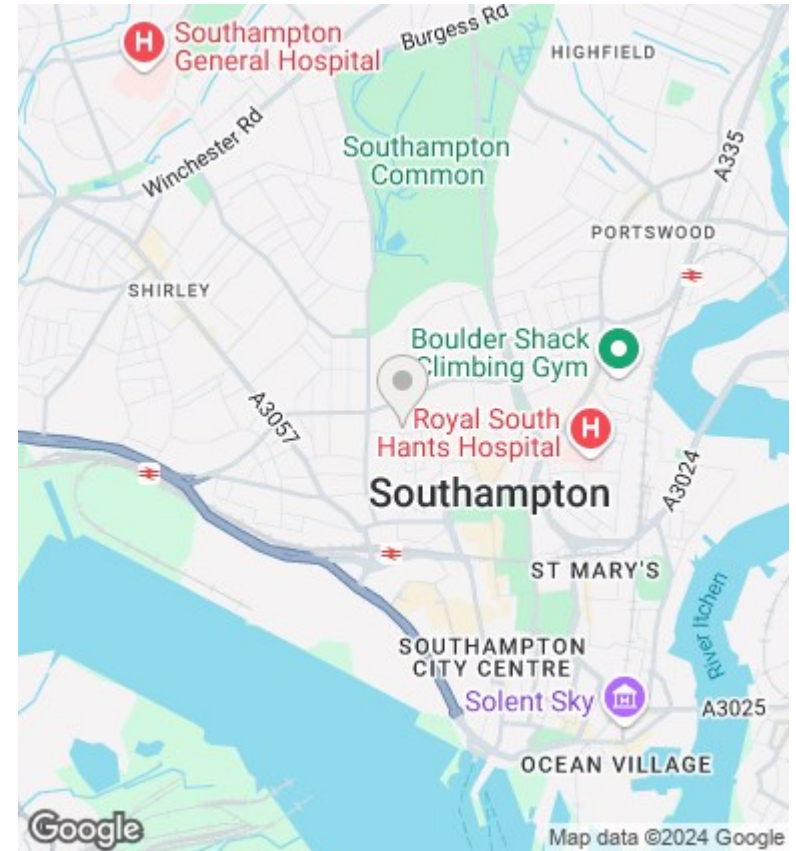 Burgess Rd
Southampton
General Hospital
HIGHFIELD
Winchester Rd
Southampton
Common
A335
PORTSWOOD
SHIRLEY
Boulder Shack
Climbing Gym
A3057
Royal South
Hants Hospital
A3024
Southampton
ST MARY'S
River Itchen
SOUTHAMPTON
CITY CENTRE
Solent Sky
A3025
OCEAN VILLAGE
Google
Map data ©2024 Google